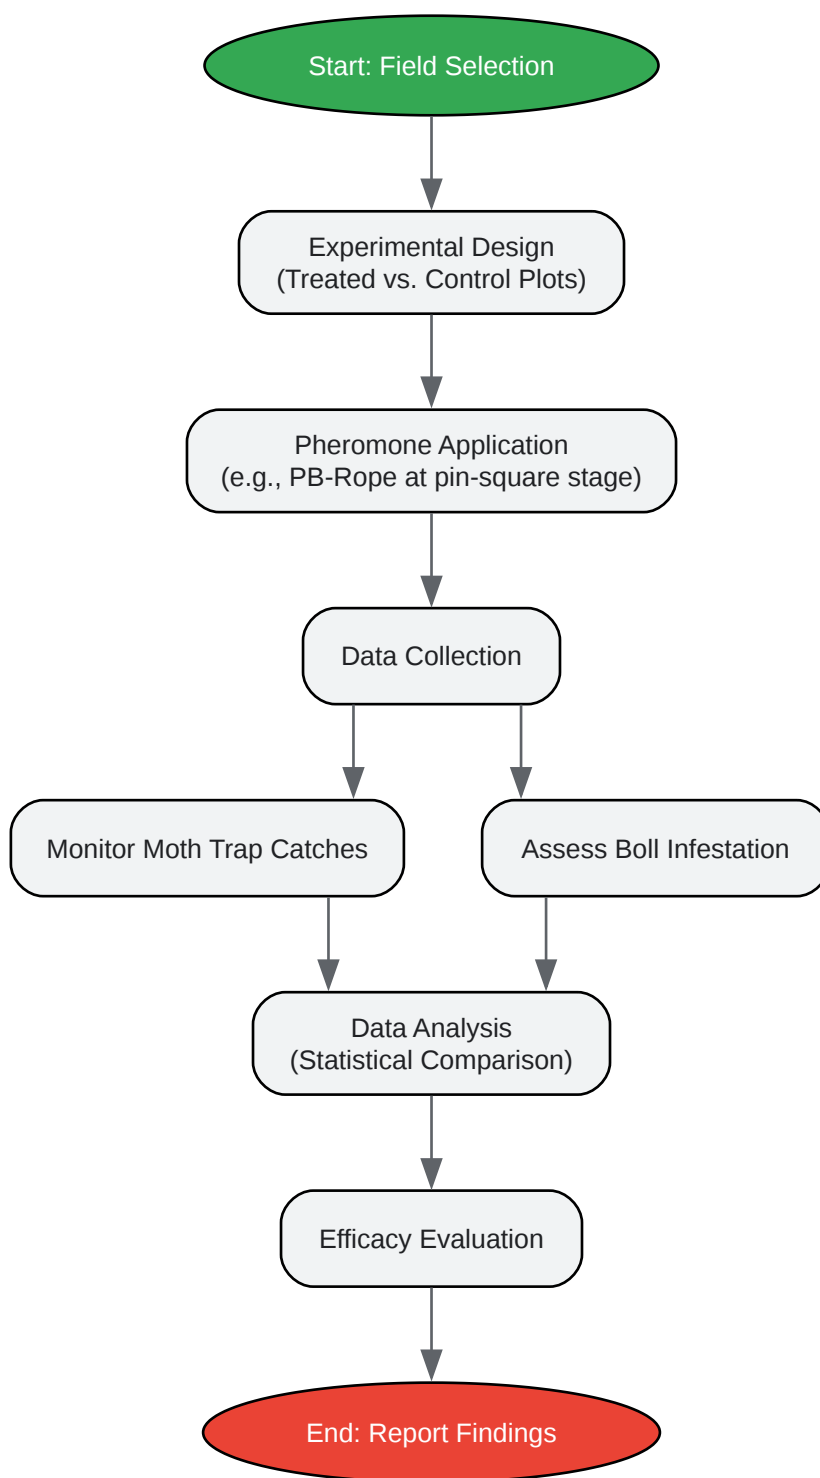 Start: Field Selection
Experimental Design
(Treated vs. Control Plots)
Pheromone Application
(e.g., PB-Rope at pin-square stage)
Data Collection
Monitor Moth Trap Catches
Assess Boll Infestation
Data Analysis
(Statistical Comparison)
Efficacy Evaluation
End: Report Findings